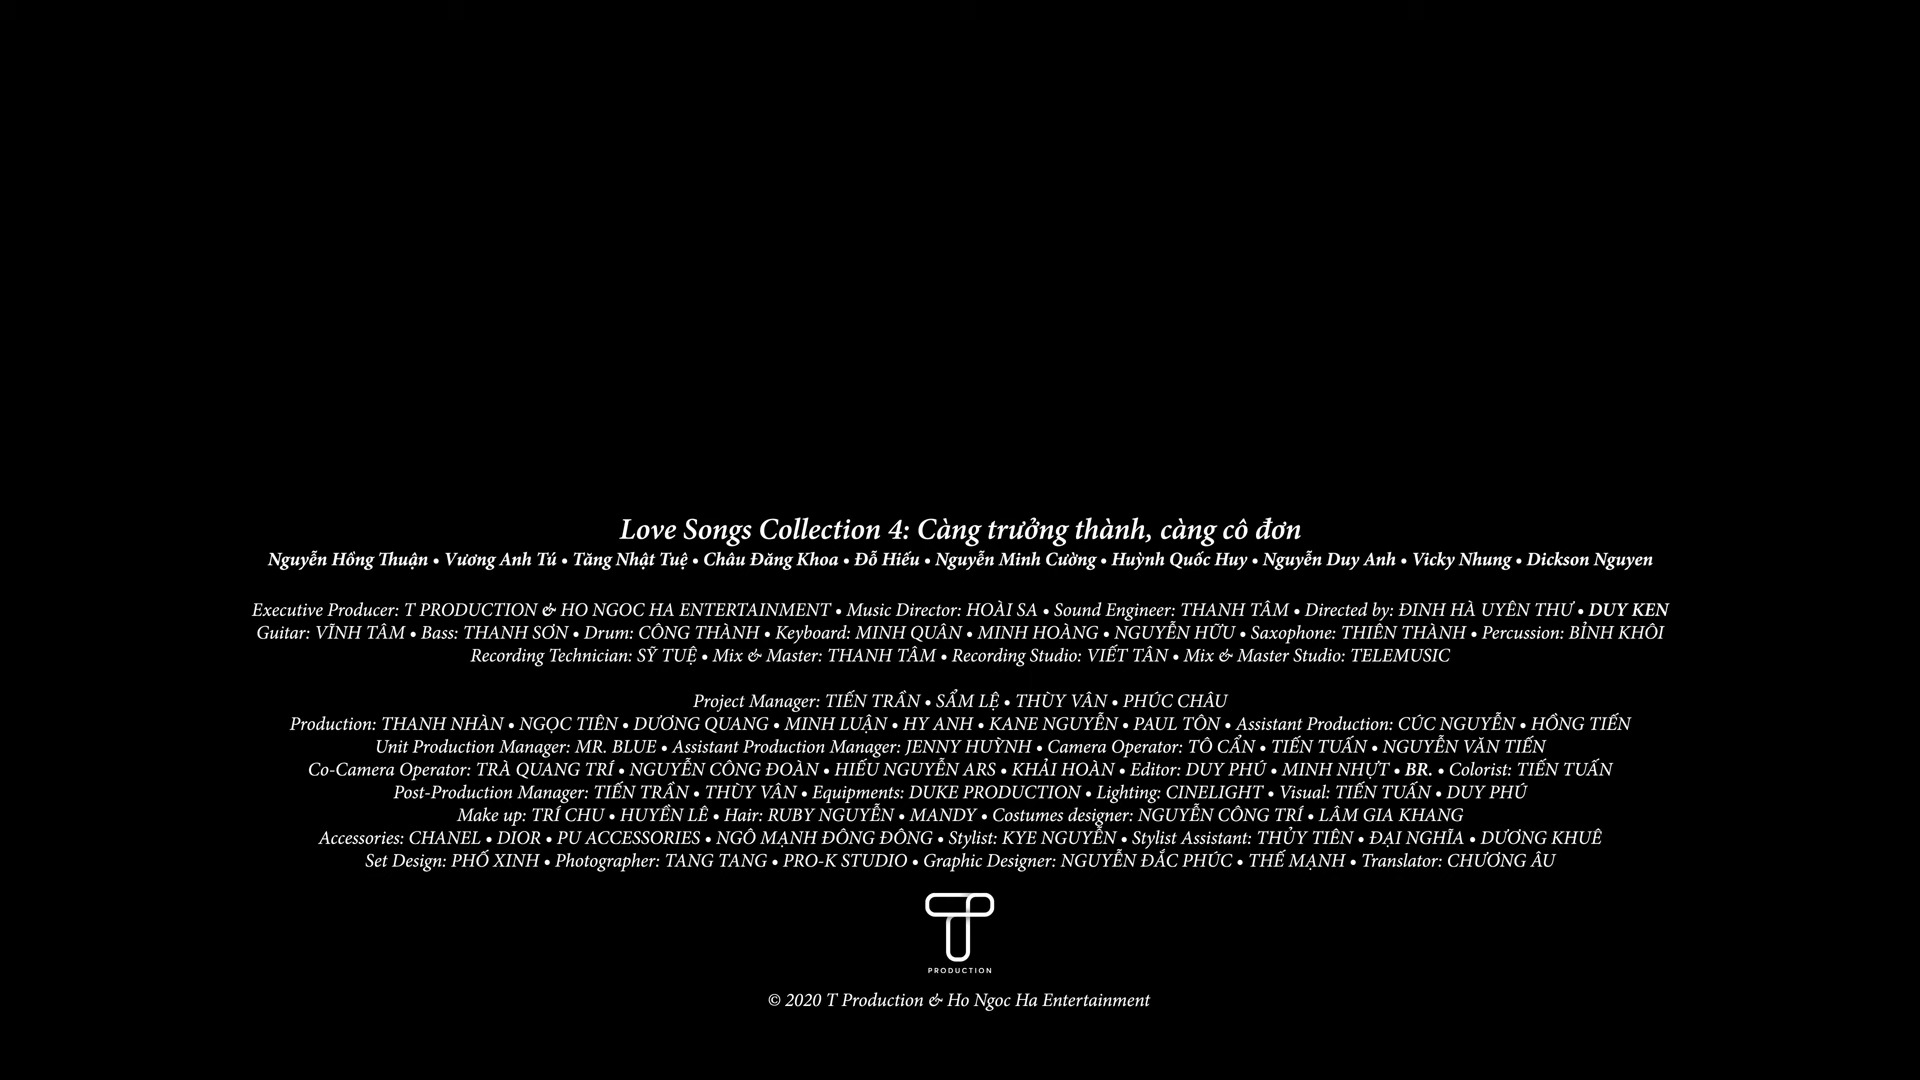 Love Songs Collection 4: Càng trưởng thành, càng cô đơn
Nguyễn Hồng Thuận • Vương Anh Tú • Tăng Nhật Tuệ • Châu Đăng Khoa • Đỗ Hiếu • Nguyễn Minh Cường • Huỳnh Quốc Huy • Nguyễn Duy Anh • Vicky Nhung • Dickson Nguyen
Executive Producer: T PRODUCTION & HO NGOC HA ENTERTAINMENT • Music Director: HOÀI SA • Sound Engineer: THANH TÂM • Directed by: ĐINH HÀ UYÊN THƯ • DUY KEN
Guitar: VĨNH TÂM • Bass: THANH SƠN • Drum: CÔNG THÀNH • Keyboard: MINH QUÂN • MINH HOÀNG • NGUYỄN HỮU • Saxophone: THIÊN THÀNH • Percussion: BỈNH KHÔI
Recording Technician: SỸ TUỆ • Mix & Master: THANH TÂM • Recording Studio: VIẾT TÂN • Mix & Master Studio: TELEMUSIC
Project Manager: TIẾN TRẦN • SẨM LỆ • THÙY VÂN • PHÚC CHÂU
Production: THANH NHÀN • NGỌC TIÊN • DƯƠNG QUANG • MINH LUẬN • HY ANH • KANE NGUYỄN • PAUL TÔN • Assistant Production: CÚC NGUYỄN • HỒNG TIẾN
Unit Production Manager: MR. BLUE • Assistant Production Manager: JENNY HUỲNH • Camera Operator: TÔ CẨN • TIẾN TUẤN • NGUYỄN VĂN TIẾN
Co-Camera Operator: TRÀ QUANG TRÍ • NGUYỄN CÔNG ĐOÀN • HIẾU NGUYỄN ARS • KHẢI HOÀN • Editor: DUY PHÚ • MINH NHỰT • BR. • Colorist: TIẾN TUẤN
Post-Production Manager: TIẾN TRẦN • THÙY VÂN • Equipments: DUKE PRODUCTION • Lighting: CINELIGHT • Visual: TIẾN TUẤN • DUY PHÚ
Make up: TRÍ CHU • HUYỀN LÊ • Hair: RUBY NGUYỄN • MANDY • Costumes designer: NGUYỄN CÔNG TRÍ • LÂM GIA KHANG
Accessories: CHANEL • DIOR • PU ACCESSORIES • NGÔ MẠNH ĐÔNG ĐÔNG • Stylist: KYE NGUYỄN • Stylist Assistant: THỦY TIÊN • ĐẠI NGHĨA • DƯƠNG KHUÊ
Set Design: PHỐ XINH • Photographer: TANG TANG • PRO-K STUDIO • Graphic Designer: NGUYỄN ĐẮC PHÚC • THẾ MẠNH • Translator: CHƯƠNG ÂU
T
PRODUCTION
© 2020 T Production & Ho Ngoc Ha Entertainment